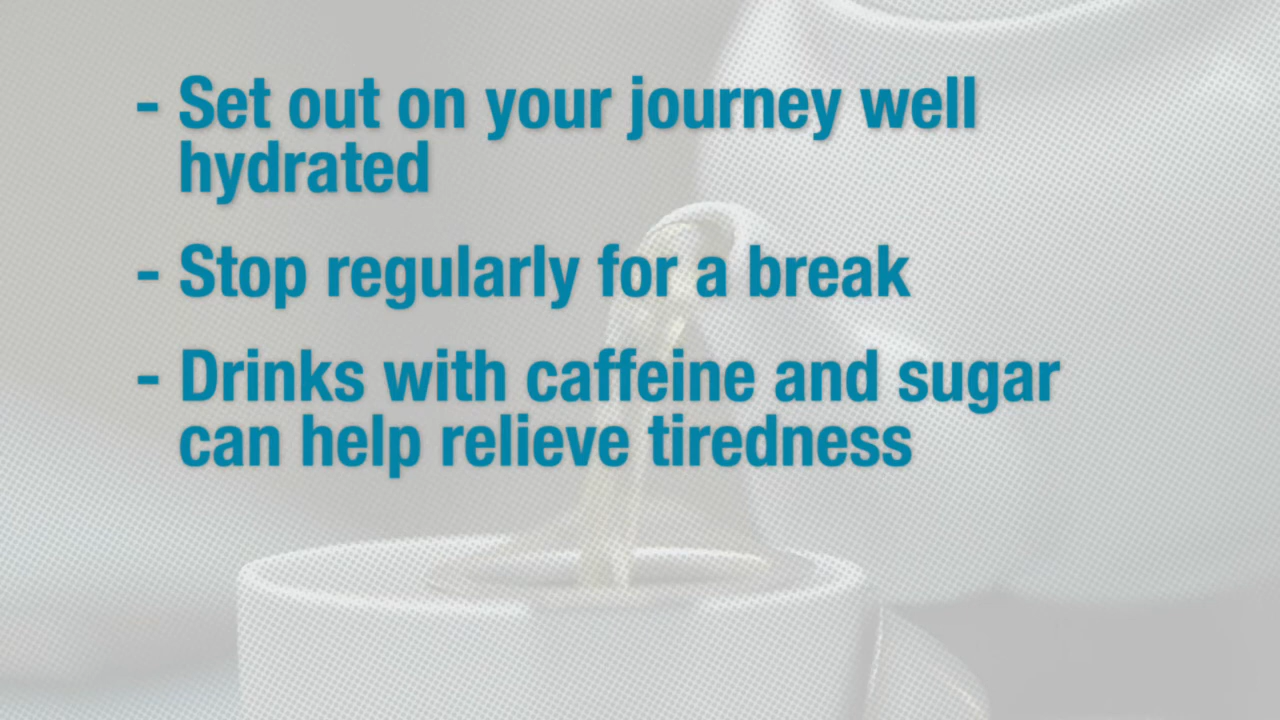 - Set out on your journey well
hydrated
- Stop regularly for a break
- Drinks with caffeine and sugar
can help relieve tiredness